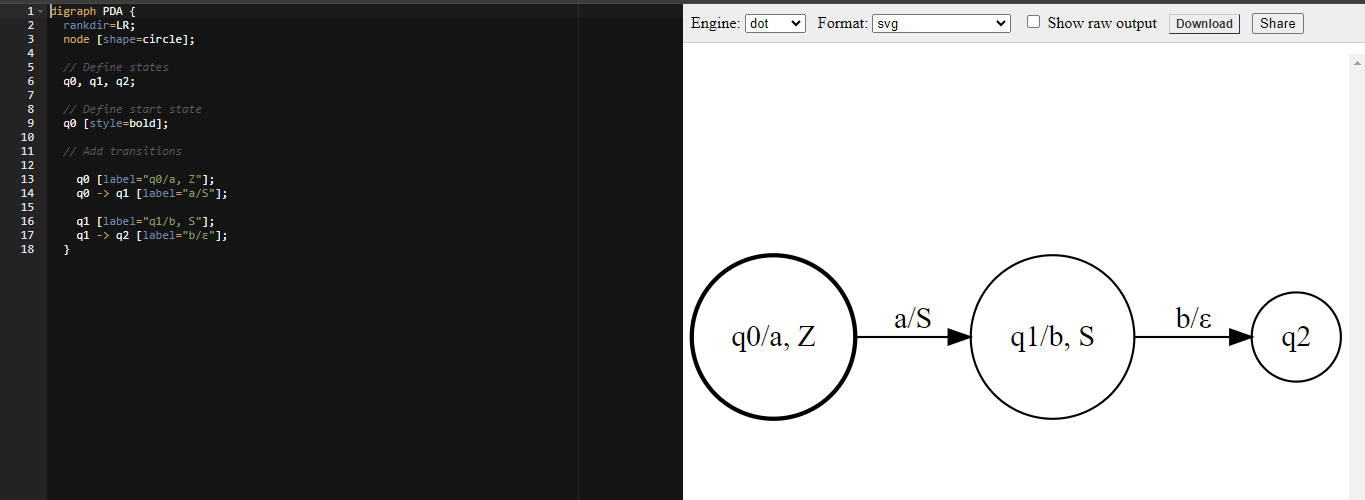 1 digraph PDA {
2 rankdir=LR;
3 node [shape=circle];
4
5 // Define states
6 q0, q1, q2;
7
8 // Define start state
9 q0 [style=bold];
10
11 // Add transitions
12
13 q0 [label="q0/a, Z"];
14 q0 -> q1 [label="a/S"];
15
16 q1 [label="q1/b, S"];
17 q1 -> q2 [label="b/ε"];
18 }
Engine: dot Format: svg Show raw output Download Share
q0/a, Z a/S q1/b, S b/ε q2